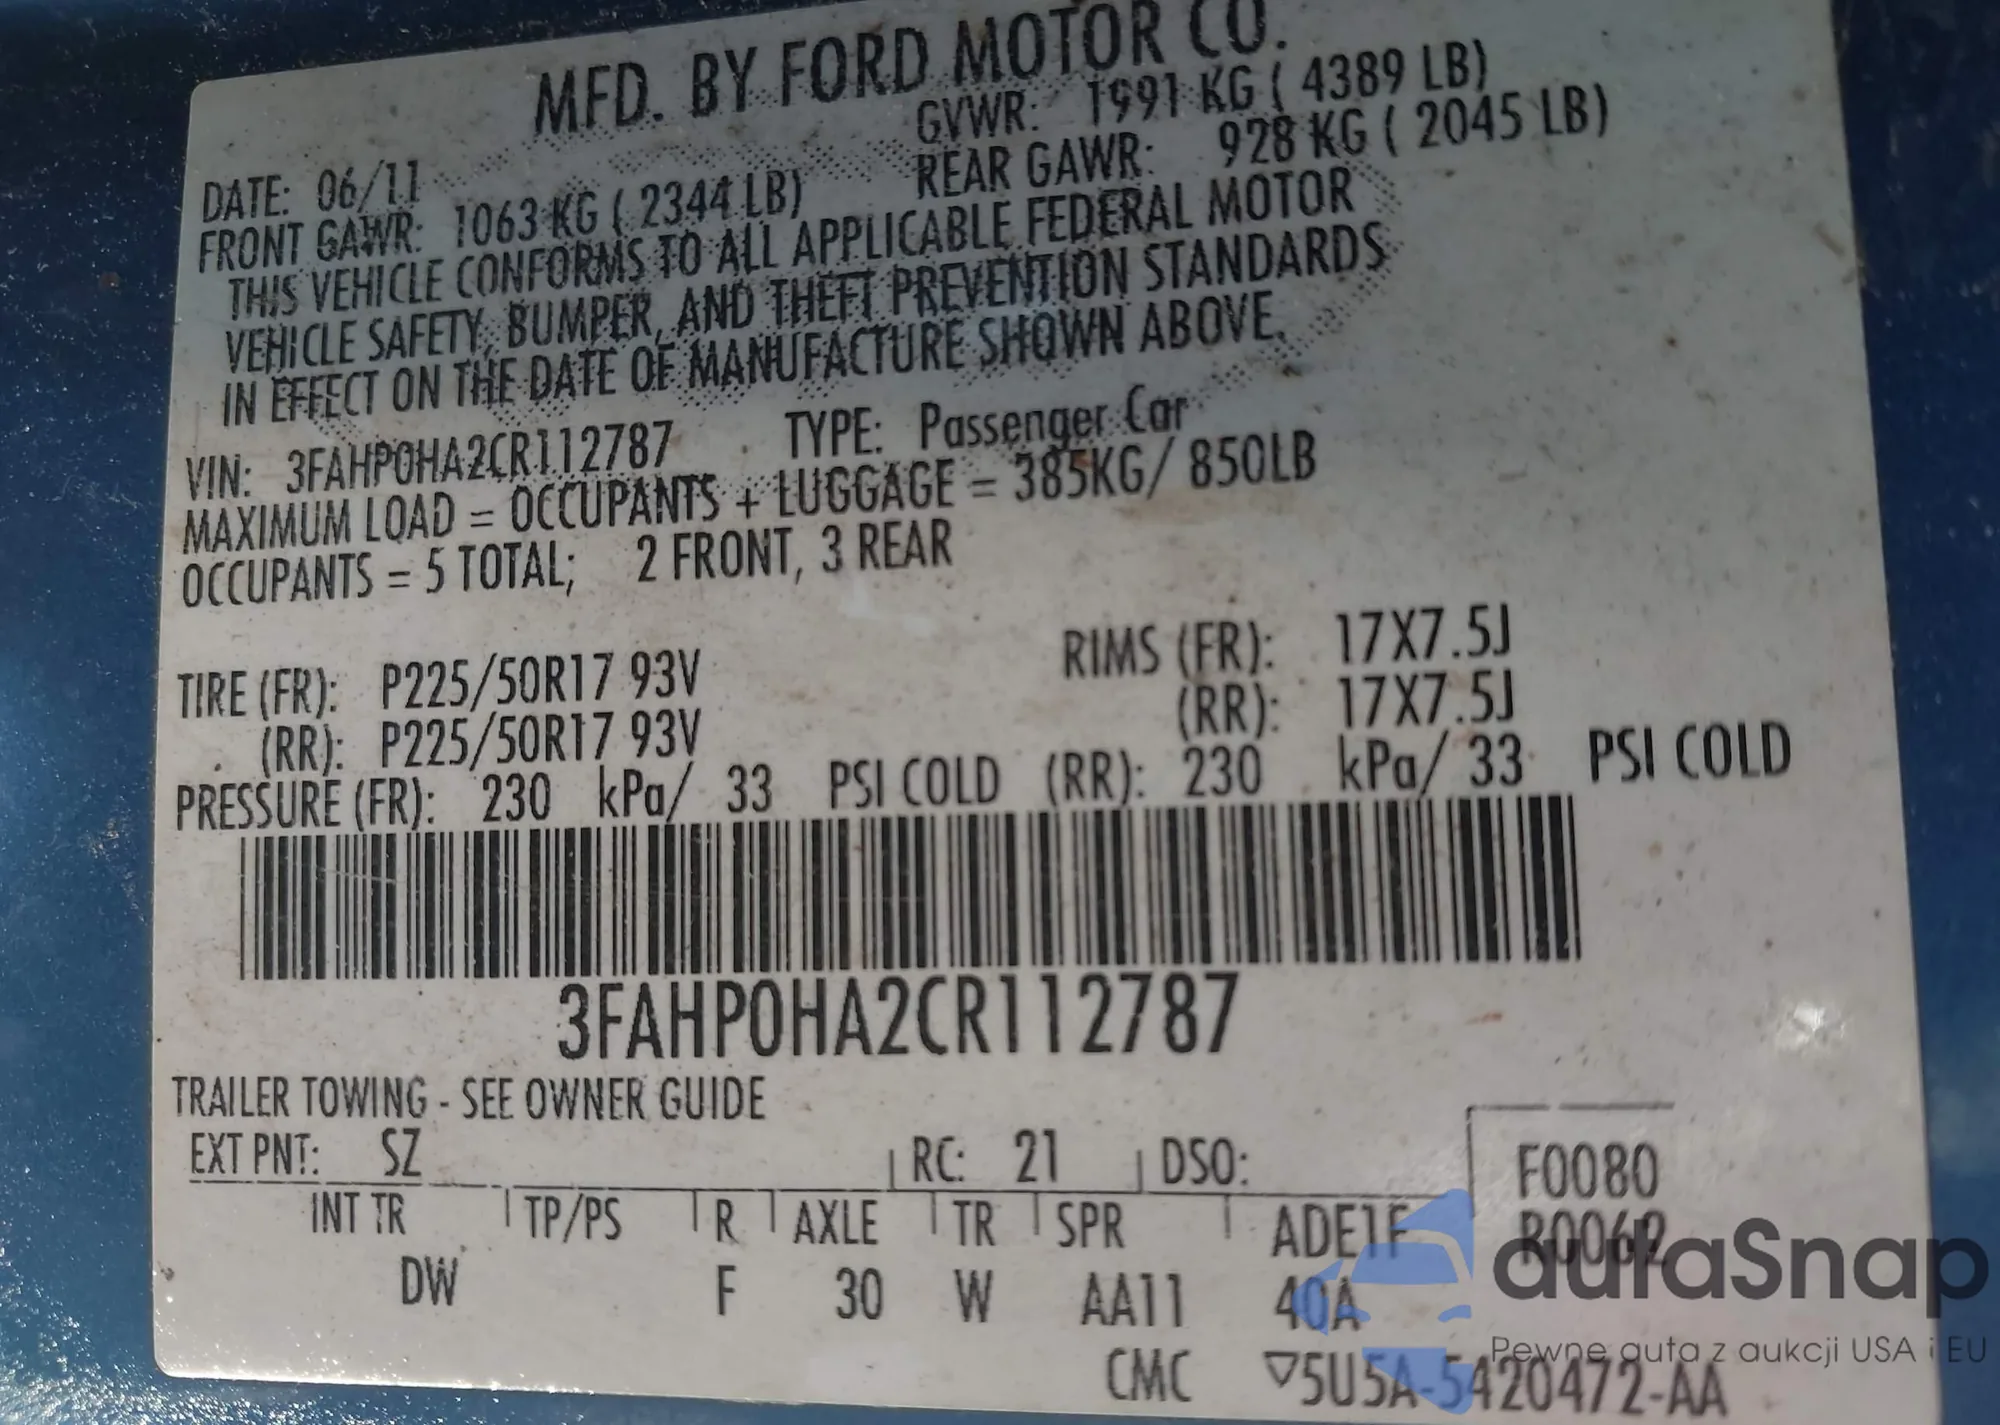 MFD. BY FORD MOTOR CO.
DATE: 06/11 GVWR: 1991 KG ( 4389 LB)
FRONT GAWR: 1063 KG ( 2344 LB) REAR GAWR: 928 KG ( 2045 LB)
THIS VEHICLE CONFORMS TO ALL APPLICABLE FEDERAL MOTOR
VEHICLE SAFETY, BUMPER, AND THEFT PREVENTION STANDARDS
IN EFFECT ON THE DATE OF MANUFACTURE SHOWN ABOVE.
VIN: 3FAHP0HA2CR112787 TYPE: Passenger Car
MAXIMUM LOAD = OCCUPANTS + LUGGAGE = 385KG/ 850LB
OCCUPANTS = 5 TOTAL; 2 FRONT, 3 REAR
TIRE (FR): P225/50R17 93V RIMS (FR): 17X7.5J
(RR): P225/50R17 93V (RR): 17X7.5J
PRESSURE (FR): 230 kPa/ 33 PSI COLD (RR): 230 kPa/ 33 PSI COLD
3FAHP0HA2CR112787
TRAILER TOWING - SEE OWNER GUIDE
EXT PNT: SZ RC: 21 DSO: F0080
INT TR TP/PS R AXLE TR SPR ADE1F R0062
DW F 30 W AA11 40A
CMC ▽5U5A-5420472-AA
autaSnap
Pewne auta z aukcji USA i EU